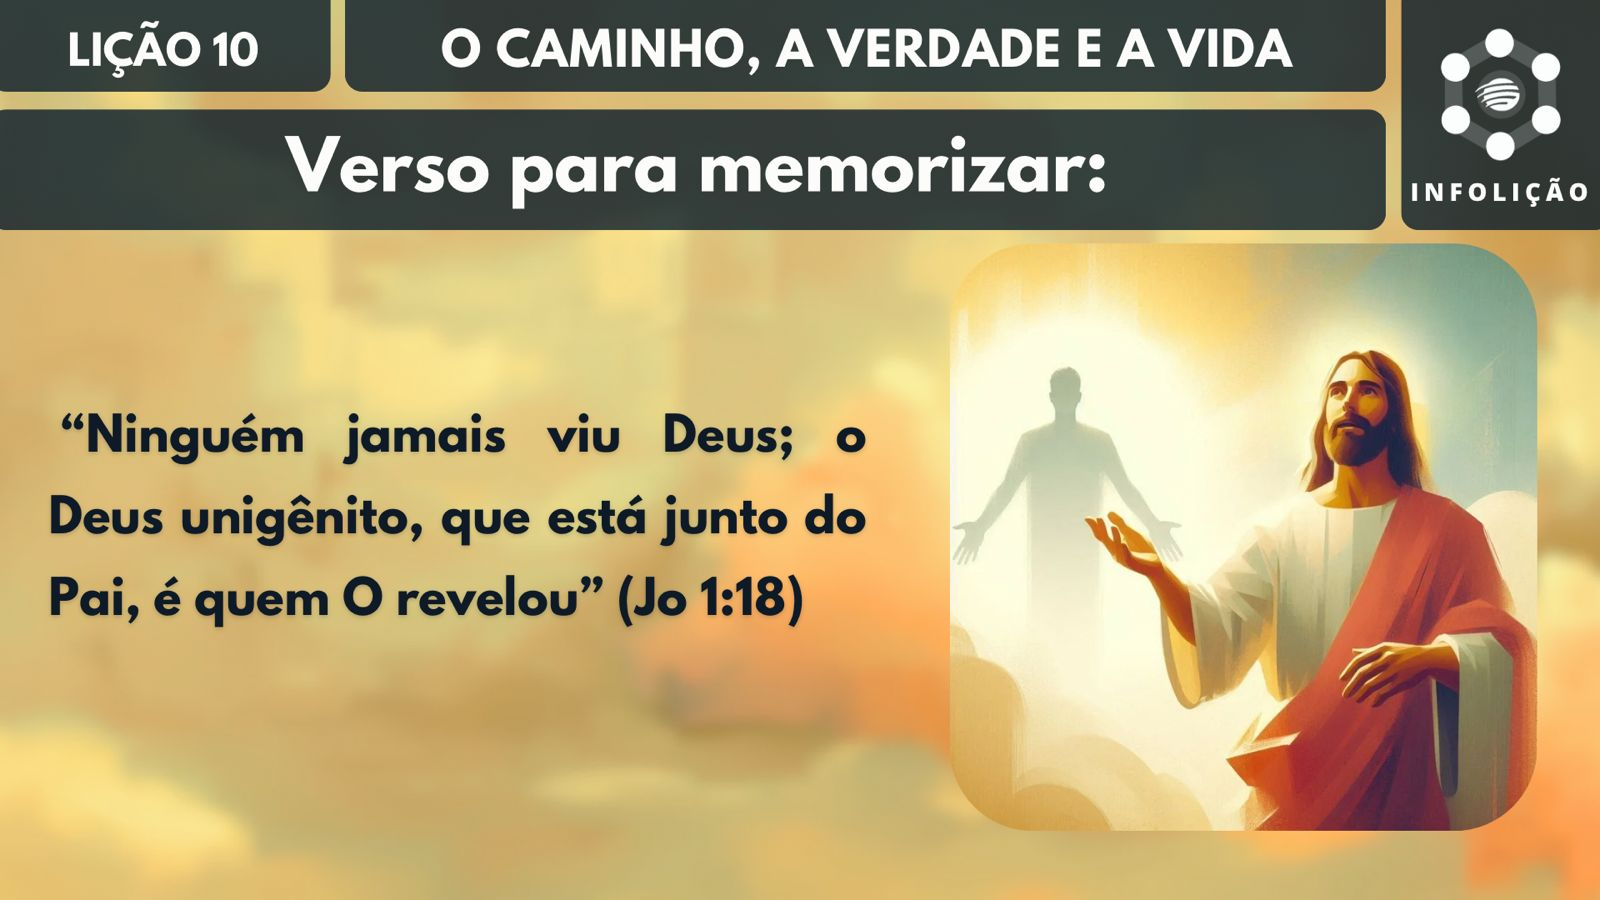 LIÇÃO 10
O CAMINHO, A VERDADE E A VIDA
Verso para memorizar:
INFOLIÇÃO
“Ninguém jamais viu Deus; o
Deus unigênito, que está junto do
Pai, é quem O revelou” (Jo 1:18)